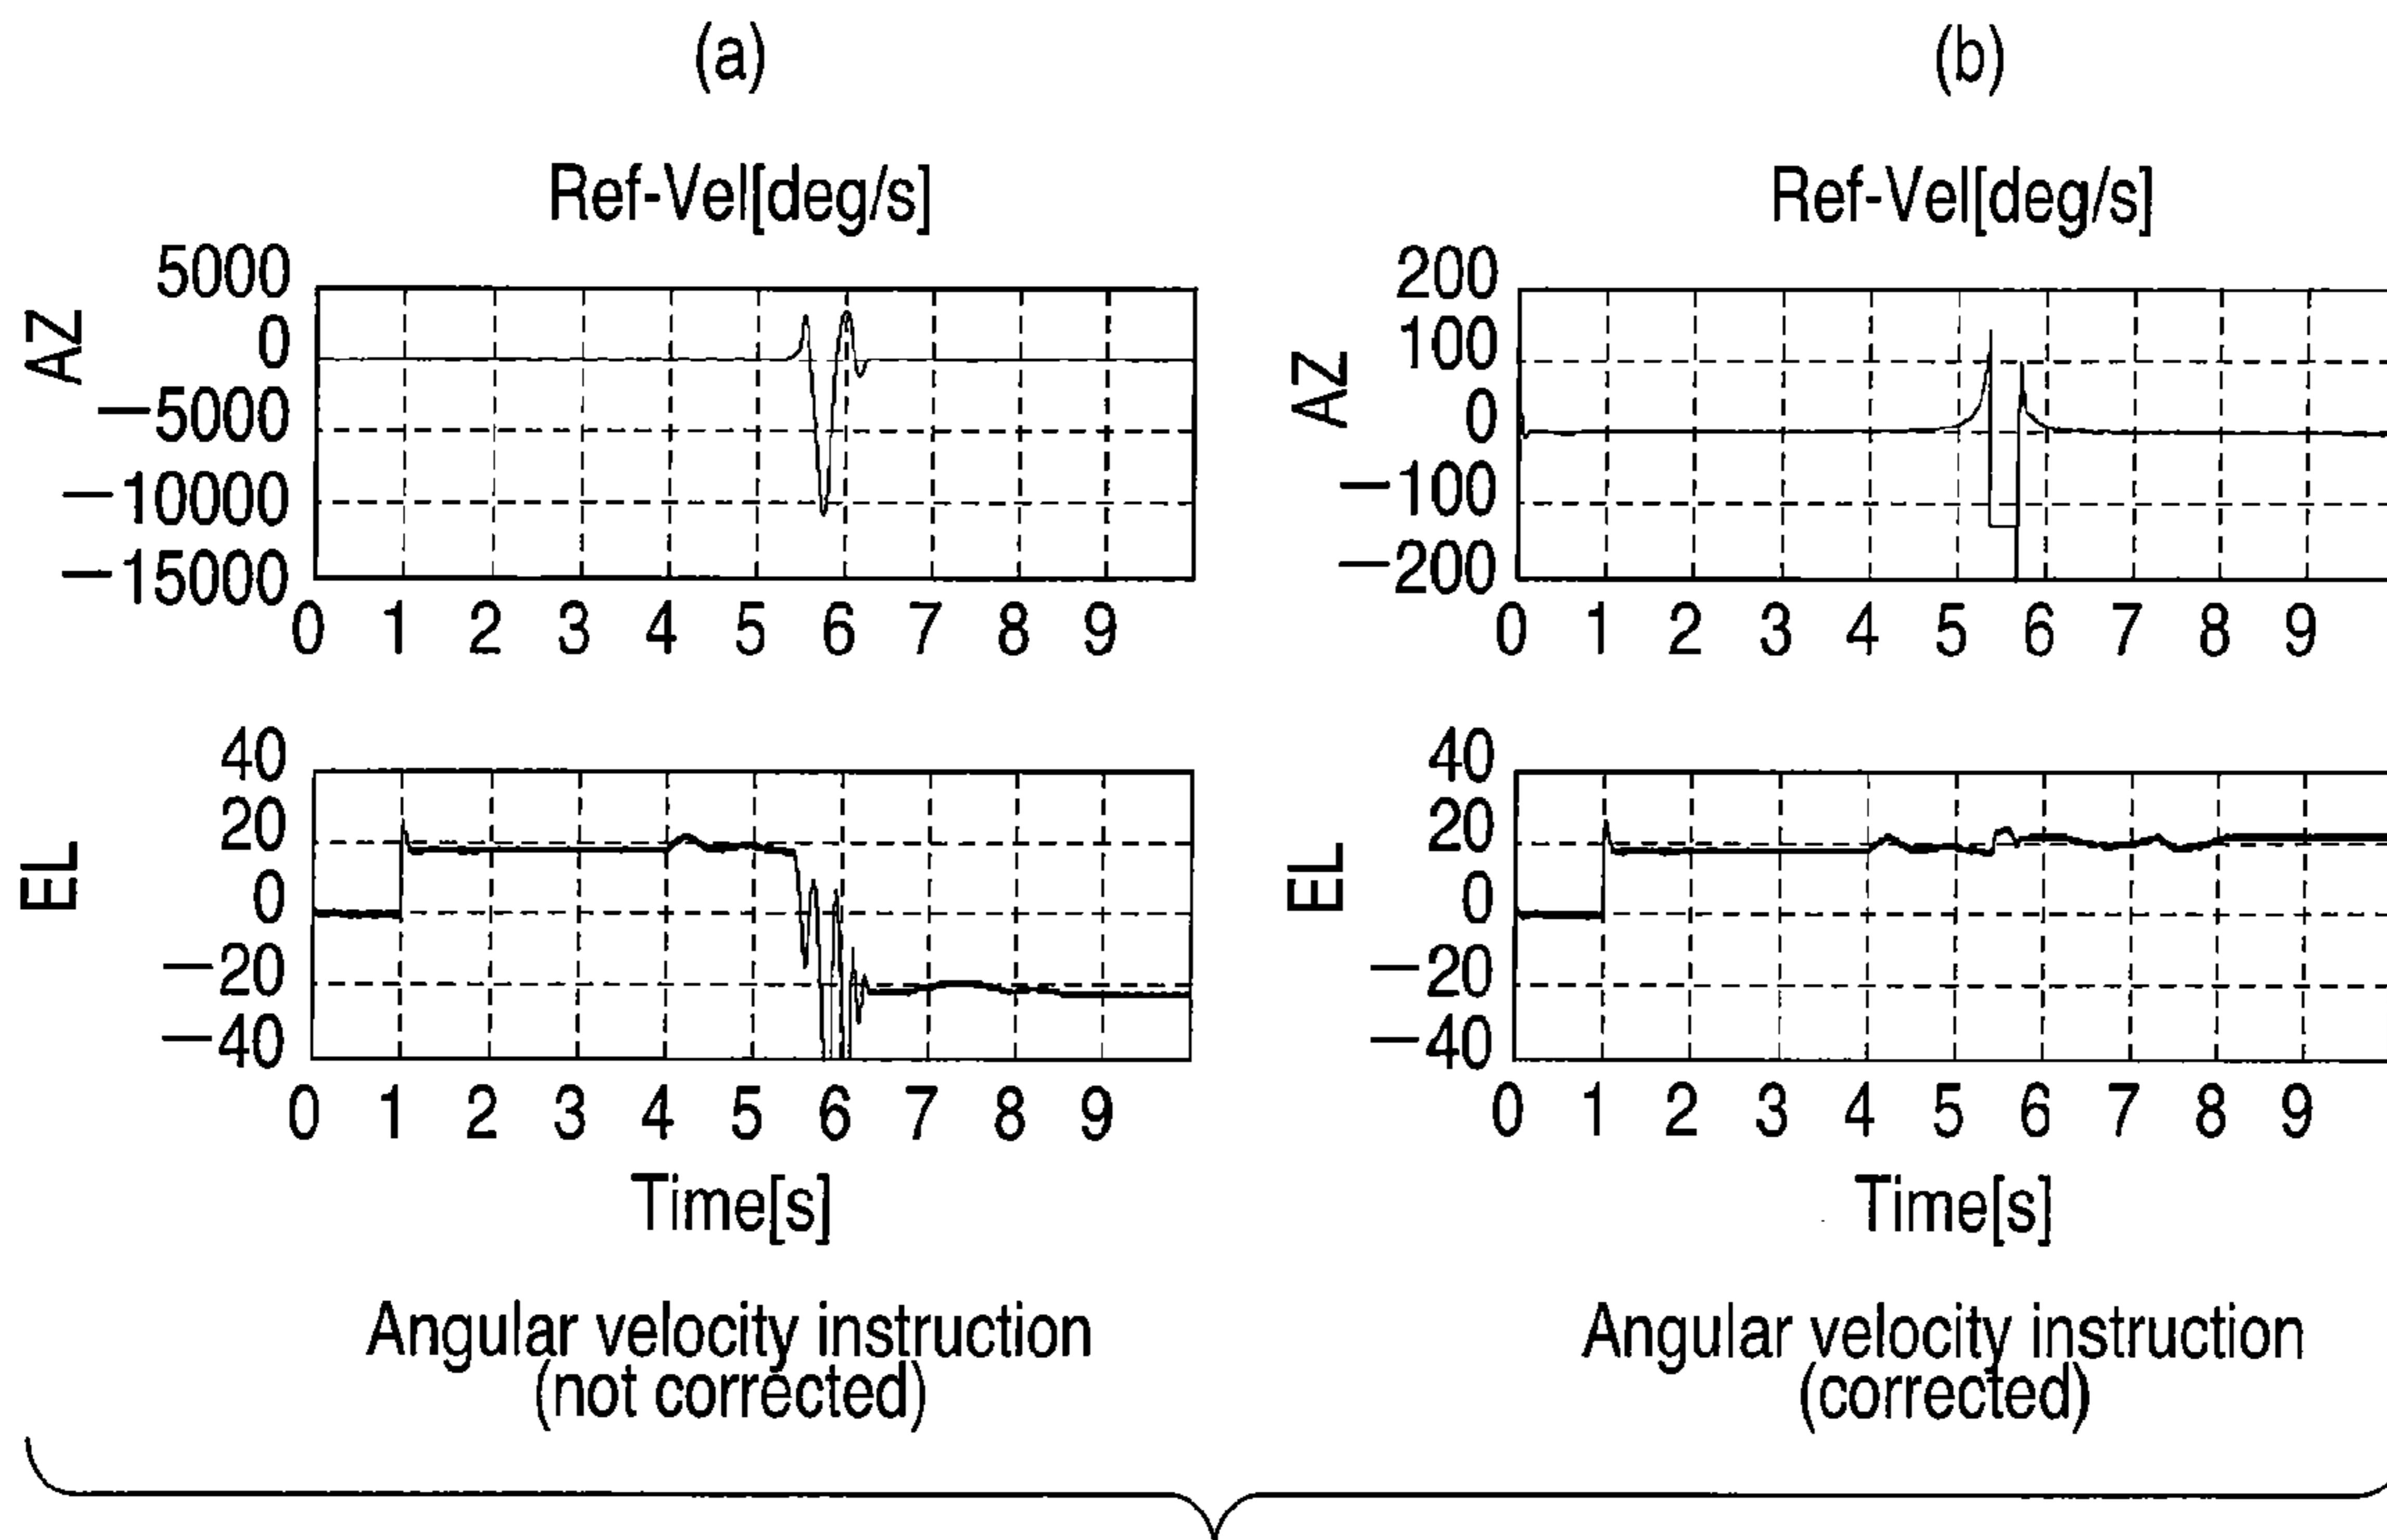 (a)
Ref-Vel[deg/s]
AZ
5000
0
−5000
−10000
−15000
0 1 2 3 4 5 6 7 8 9
EL
40
20
0
−20
−40
0 1 2 3 4 5 6 7 8 9
Time[s]
Angular velocity instruction
(not corrected)
(b)
Ref-Vel[deg/s]
AZ
200
100
0
−100
−200
0 1 2 3 4 5 6 7 8 9
EL
40
20
0
−20
−40
0 1 2 3 4 5 6 7 8 9
Time[s]
Angular velocity instruction
(corrected)